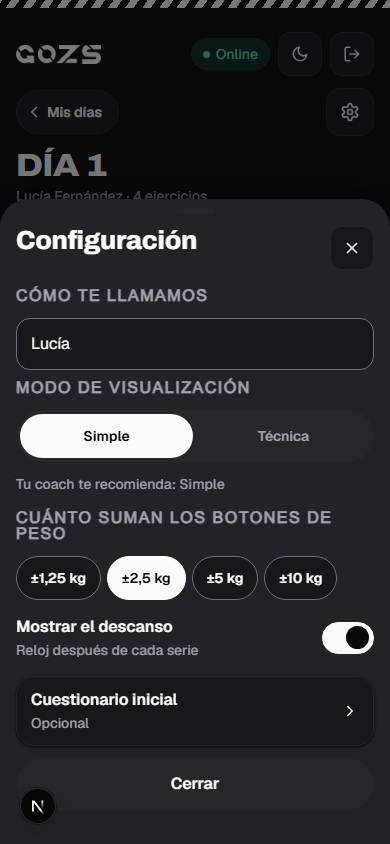 GOZS
Online
Mis días
DÍA 1
Lucía Fernández · 4 ejercicios
Configuración
CÓMO TE LLAMAMOS
Lucía
MODO DE VISUALIZACIÓN
Simple
Técnica
Tu coach te recomienda: Simple
CUÁNTO SUMAN LOS BOTONES DE
PESO
±1,25 kg
±2,5 kg
±5 kg
±10 kg
Mostrar el descanso
Reloj después de cada serie
Cuestionario inicial
Opcional
Cerrar
N